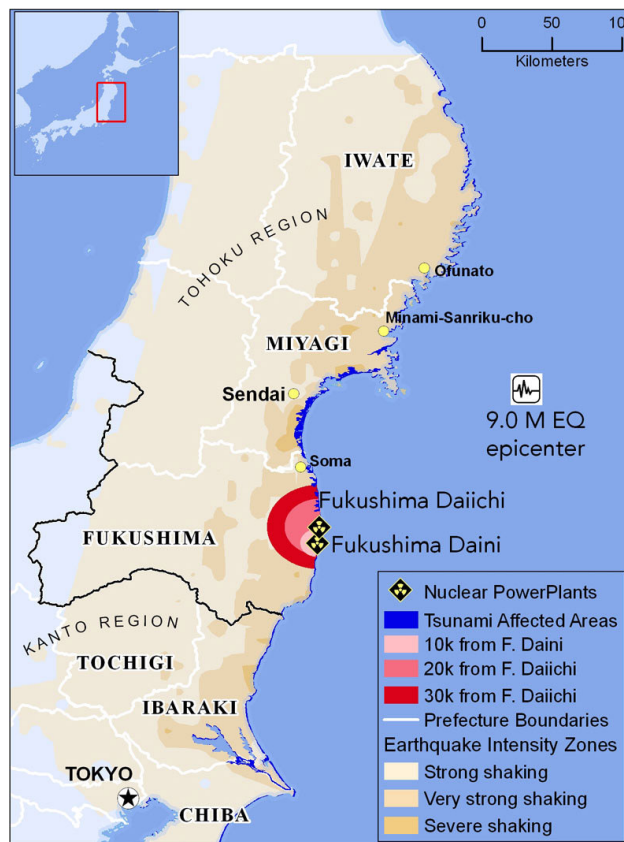 0 50 10
Kilometers
IWATE
TOHOKU REGION
Ofunato
Minami-Sanriku-cho
MIYAGI
Sendai
9.0 M EQ
epicenter
Soma
Fukushima Daiichi
FUKUSHIMA
Fukushima Daini
Nuclear PowerPlants
Tsunami Affected Areas
10k from F. Daini
20k from F. Daiichi
30k from F. Daiichi
Prefecture Boundaries
Earthquake Intensity Zones
Strong shaking
Very strong shaking
Severe shaking
KANTO REGION
TOCHIGI
IBARAKI
TOKYO
CHIBA